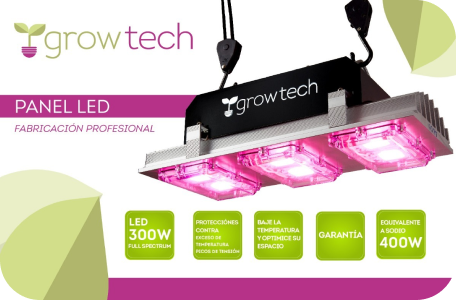 growtech
growtech
PANEL LED
FABRICACIÓN PROFESIONAL
LED
300W
FULL SPECTRUM
PROTECCIÓNES
CONTRA
EXCESO DE
TEMPERATURA
PICOS DE TENSIÓN
BAJE LA
TEMPERATURA
Y OPTIMICE SU
ESPACIO
GARANTÍA
EQUIVALENTE
A SODIO
400W